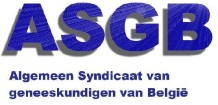 ASGB
Algemeen Syndicaat van
geneeskundigen van België